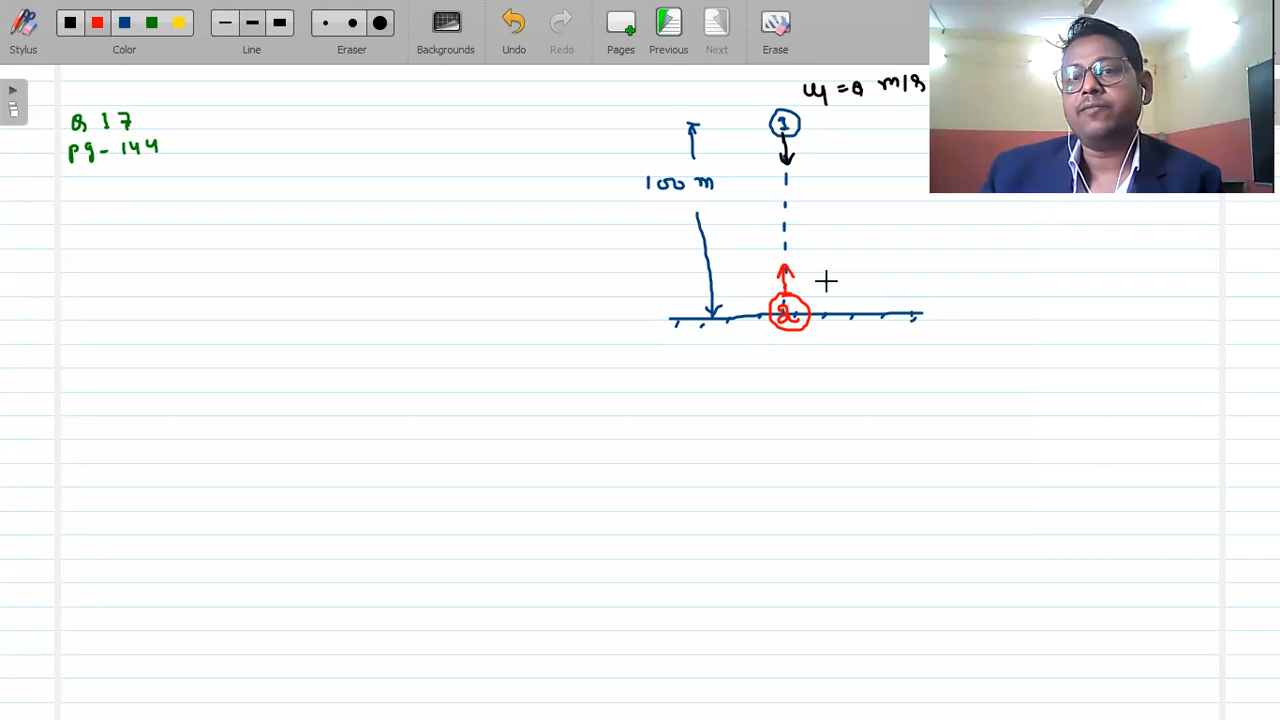 Stylus Color Line Eraser Backgrounds Undo Redo Pages Previous Next Erase
Q 17
pg - 144
u₁ = 0 m/s
1
100 m
2